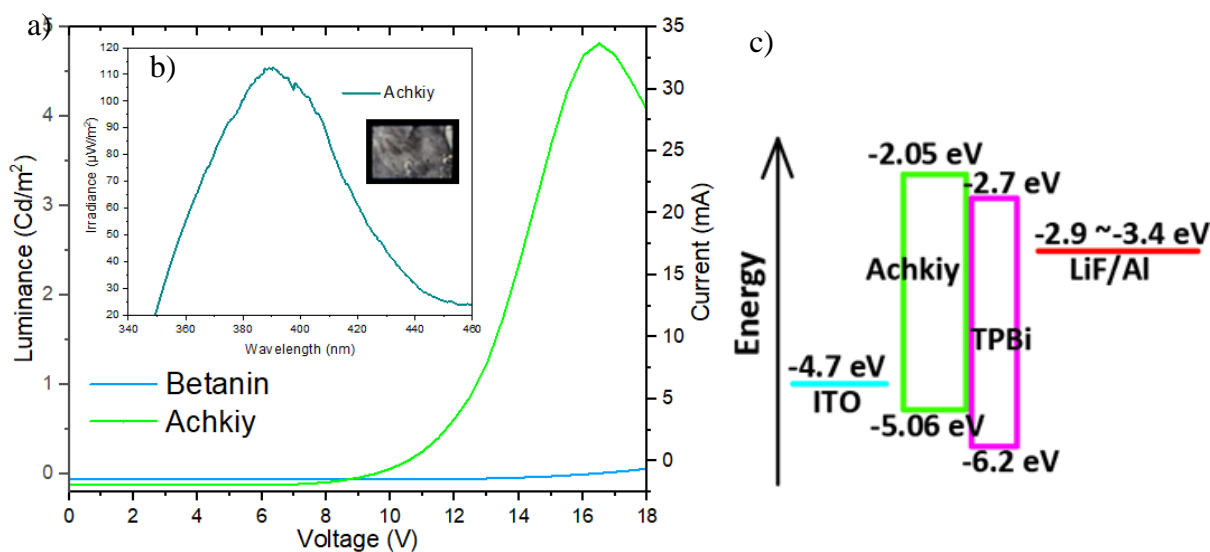 a)
5
4
3
2
1
0
Luminance (Cd/m²)
0 2 4 6 8 10 12 14 16 18
Voltage (V)
35
30
25
20
15
10
5
0
Current (mA)
Betanin
Achkiy
b)
120
110
100
90
80
70
60
50
40
30
20
Irradiance (µW/m²)
Achkiy
340 360 380 400 420 440 460
Wavelength (nm)
c)
Energy
-2.05 eV
-2.7 eV
-2.9 ~-3.4 eV
LiF/Al
Achkiy
TPBi
-4.7 eV
ITO
-5.06 eV
-6.2 eV